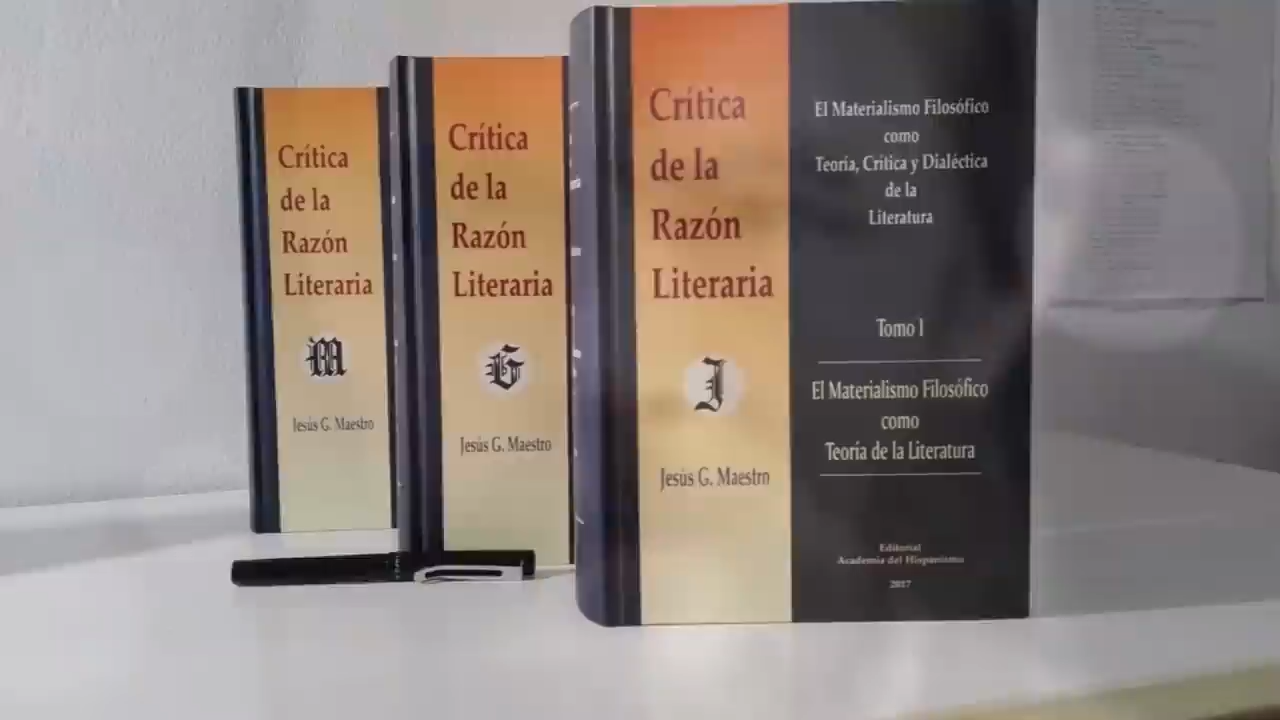 Crítica
de la
Razón
Literaria
M
Jesús G. Maestro
Crítica
de la
Razón
Literaria
G
Jesús G. Maestro
Crítica
de la
Razón
Literaria
J
Jesús G. Maestro
El Materialismo Filosófico
como
Teoría, Crítica y Dialéctica
de la
Literatura
Tomo I
El Materialismo Filosófico
como
Teoría de la Literatura
Editorial
Academia del Hispanismo
2017